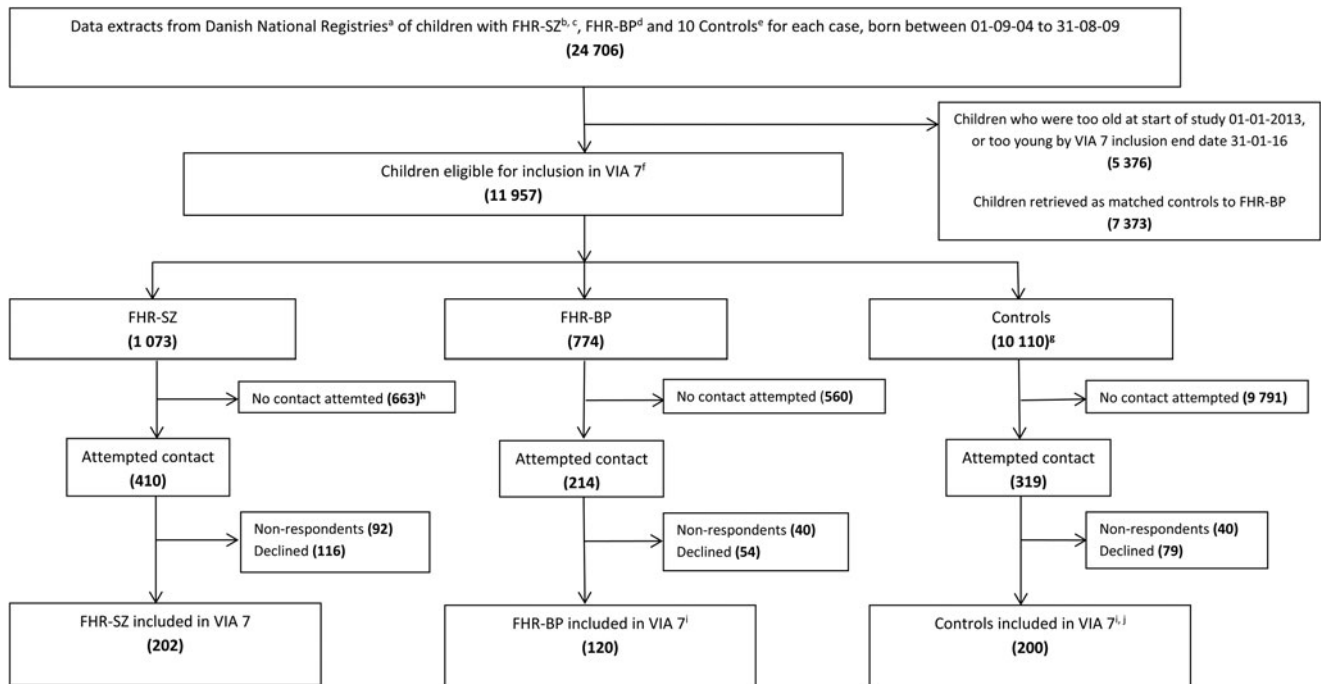 Data extracts from Danish National Registriesᵃ of children with FHR-SZᵇ,ᶜ, FHR-BPᵈ and 10 Controlsᵉ for each case, born between 01-09-04 to 31-08-09
(24 706)
Children who were too old at start of study 01-01-2013,
or too young by VIA 7 inclusion end date 31-01-16
(5 376)
Children retrieved as matched controls to FHR-BP
(7 373)
Children eligible for inclusion in VIA 7ᶠ
(11 957)
FHR-SZ
(1 073)
FHR-BP
(774)
Controls
(10 110)ᵍ
No contact attemted (663)ʰ
No contact attempted (560)
No contact attempted (9 791)
Attempted contact
(410)
Attempted contact
(214)
Attempted contact
(319)
Non-respondents (92)
Declined (116)
Non-respondents (40)
Declined (54)
Non-respondents (40)
Declined (79)
FHR-SZ included in VIA 7
(202)
FHR-BP included in VIA 7ⁱ
(120)
Controls included in VIA 7ⁱ,ʲ
(200)